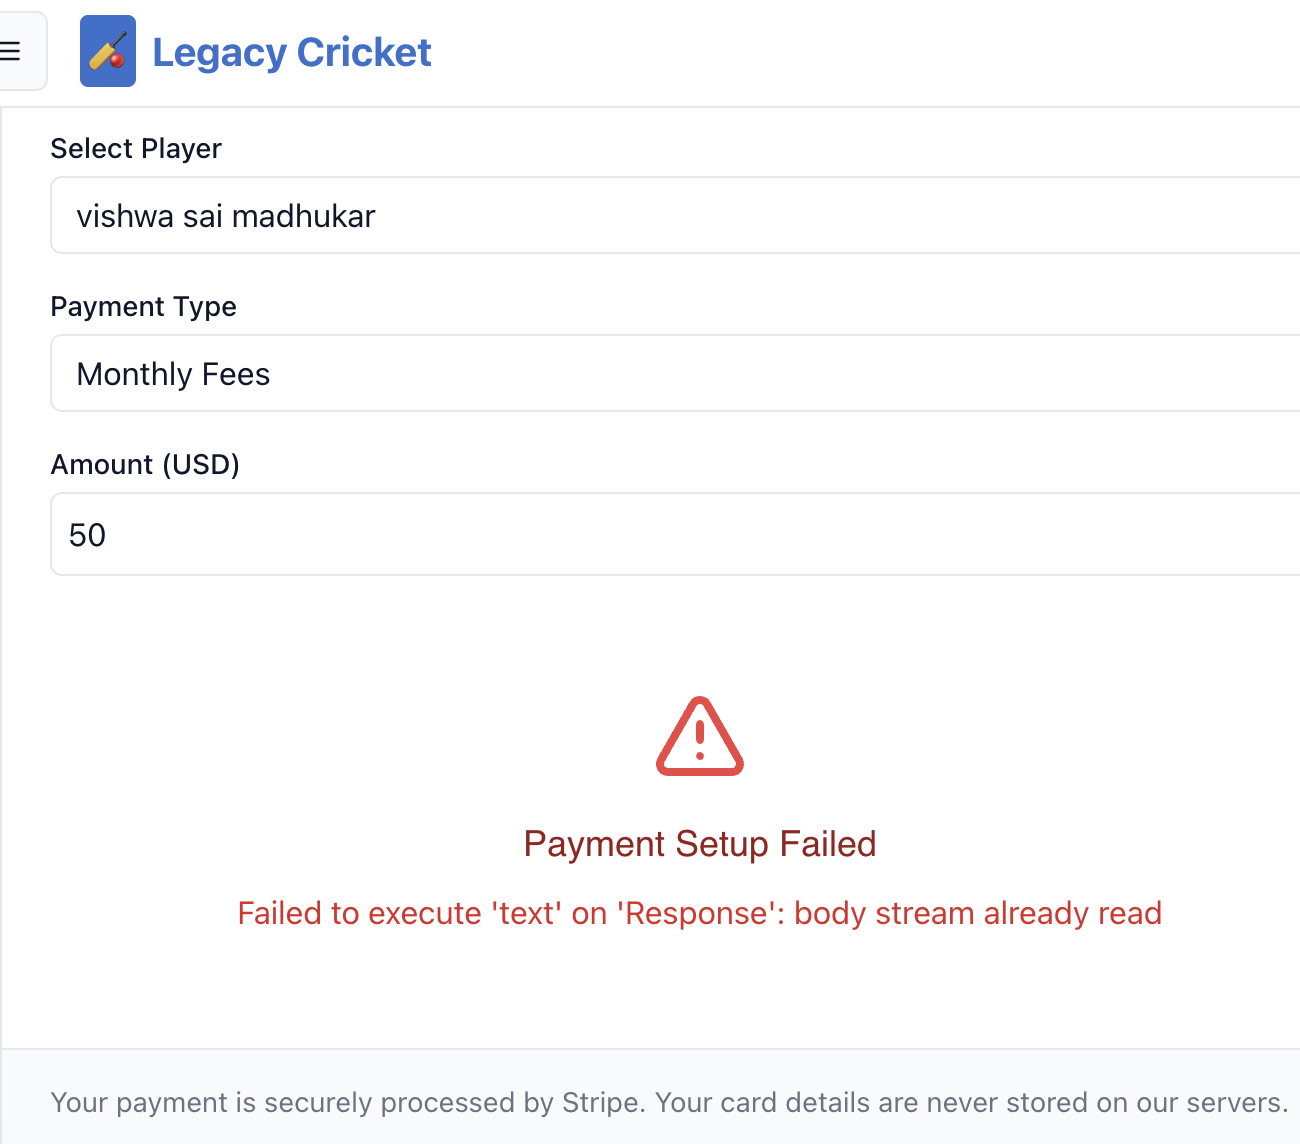 Legacy Cricket
Select Player
vishwa sai madhukar
Payment Type
Monthly Fees
Amount (USD)
50
Payment Setup Failed
Failed to execute 'text' on 'Response': body stream already read
Your payment is securely processed by Stripe. Your card details are never stored on our servers.